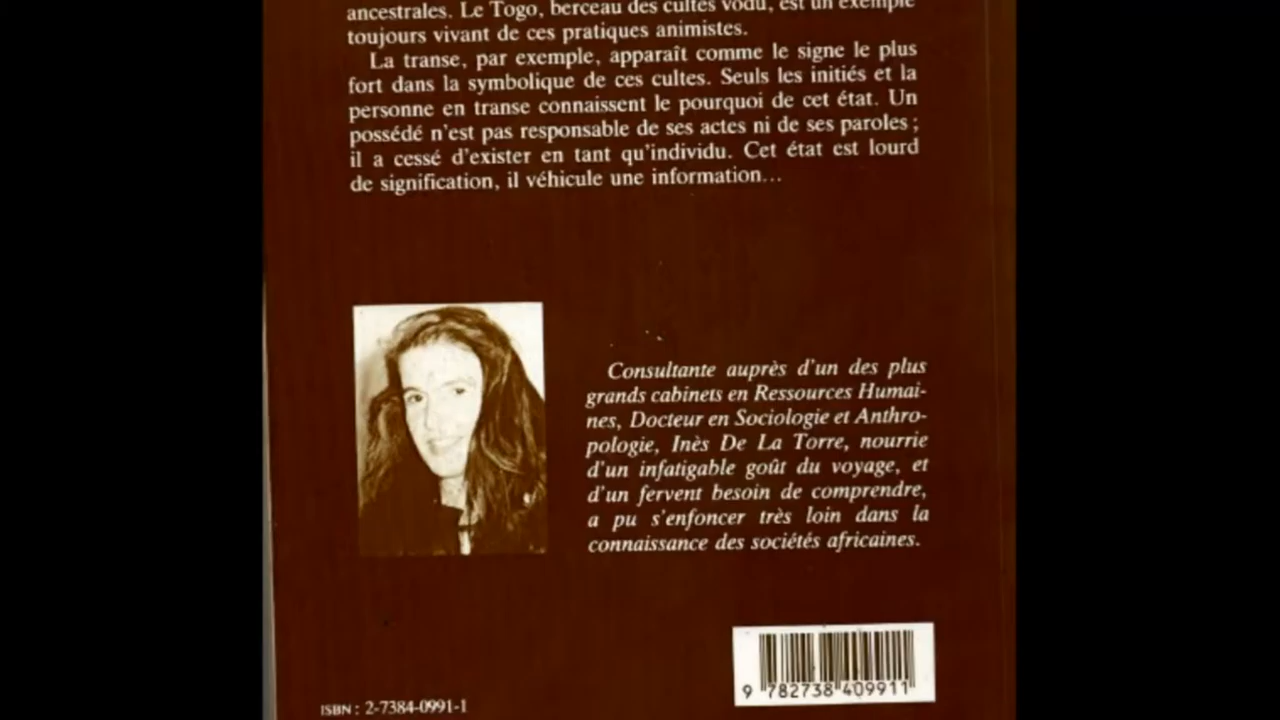 ancestrales. Le Togo, berceau des cultes vodu, est un exemple
toujours vivant de ces pratiques animistes.
La transe, par exemple, apparaît comme le signe le plus
fort dans la symbolique de ces cultes. Seuls les initiés et la
personne en transe connaissent le pourquoi de cet état. Un
possédé n'est pas responsable de ses actes ni de ses paroles ;
il a cessé d'exister en tant qu'individu. Cet état est lourd
de signification, il véhicule une information...
Consultante auprès d'un des plus
grands cabinets en Ressources Humai-
nes, Docteur en Sociologie et Anthro-
pologie, Inès De La Torre, nourrie
d'un infatigable goût du voyage, et
d'un fervent besoin de comprendre,
a pu s'enfoncer très loin dans la
connaissance des sociétés africaines.
9 782738 409911
ISBN : 2-7384-0991-1